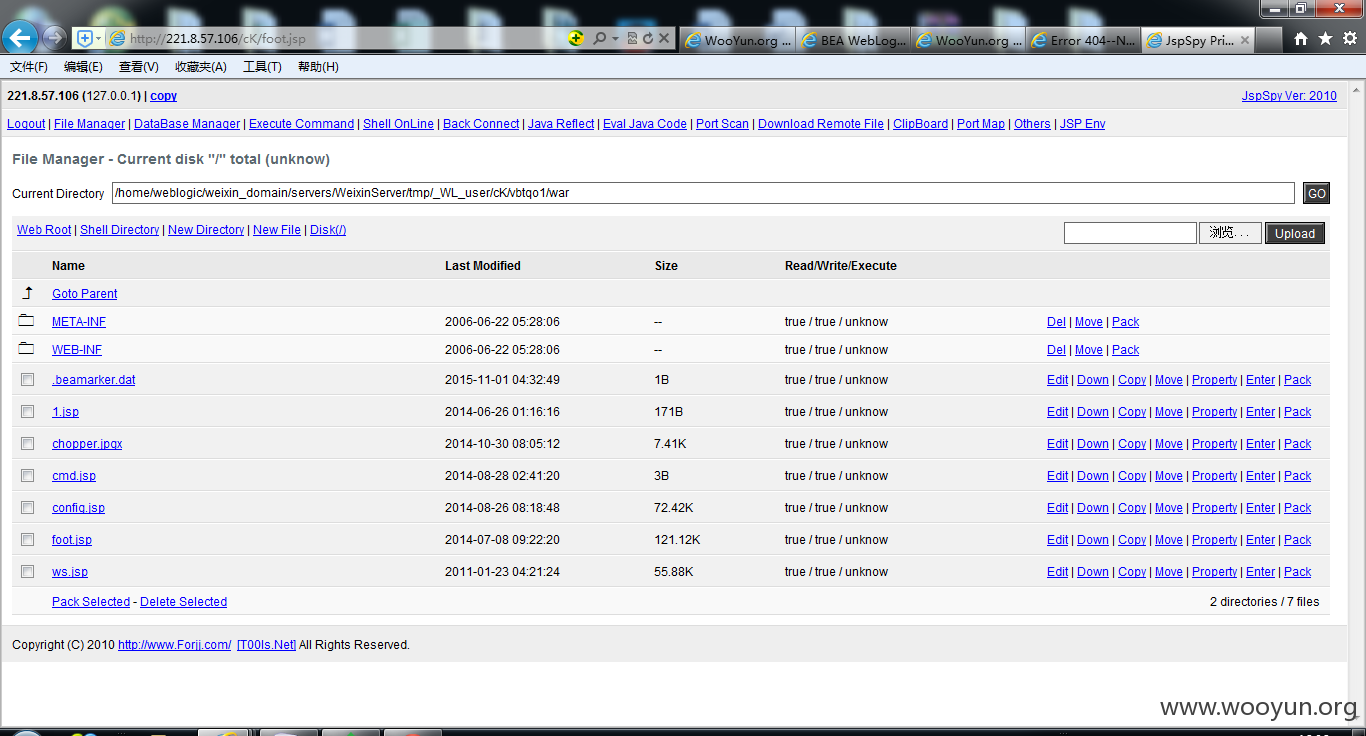 http://221.8.57.106/cK/foot.jsp
WooYun.org ...
BEA WebLog...
WooYun.org ...
Error 404--N...
JspSpy Pri...
文件(F) 编辑(E) 查看(V) 收藏夹(A) 工具(T) 帮助(H)
221.8.57.106 (127.0.0.1) | copy
JspSpy Ver: 2010
Logout | File Manager | DataBase Manager | Execute Command | Shell OnLine | Back Connect | Java Reflect | Eval Java Code | Port Scan | Download Remote File | ClipBoard | Port Map | Others | JSP Env
File Manager - Current disk "/" total (unknow)
Current Directory /home/weblogic/weixin_domain/servers/WeixinServer/tmp/_WL_user/cK/vbtqo1/war GO
Web Root | Shell Directory | New Directory | New File | Disk(/) 浏览... Upload
Name Last Modified Size Read/Write/Execute
Goto Parent
META-INF 2006-06-22 05:28:06 -- true / true / unknow Del | Move | Pack
WEB-INF 2006-06-22 05:28:06 -- true / true / unknow Del | Move | Pack
.beamarker.dat 2015-11-01 04:32:49 1B true / true / unknow Edit | Down | Copy | Move | Property | Enter | Pack
1.jsp 2014-06-26 01:16:16 171B true / true / unknow Edit | Down | Copy | Move | Property | Enter | Pack
chopper.jpgx 2014-10-30 08:05:12 7.41K true / true / unknow Edit | Down | Copy | Move | Property | Enter | Pack
cmd.jsp 2014-08-28 02:41:20 3B true / true / unknow Edit | Down | Copy | Move | Property | Enter | Pack
config.jsp 2014-08-26 08:18:48 72.42K true / true / unknow Edit | Down | Copy | Move | Property | Enter | Pack
foot.jsp 2014-07-08 09:22:20 121.12K true / true / unknow Edit | Down | Copy | Move | Property | Enter | Pack
ws.jsp 2011-01-23 04:21:24 55.88K true / true / unknow Edit | Down | Copy | Move | Property | Enter | Pack
Pack Selected - Delete Selected 2 directories / 7 files
Copyright (C) 2010 http://www.Forjj.com/ [T00ls.Net] All Rights Reserved.
www.wooyun.org